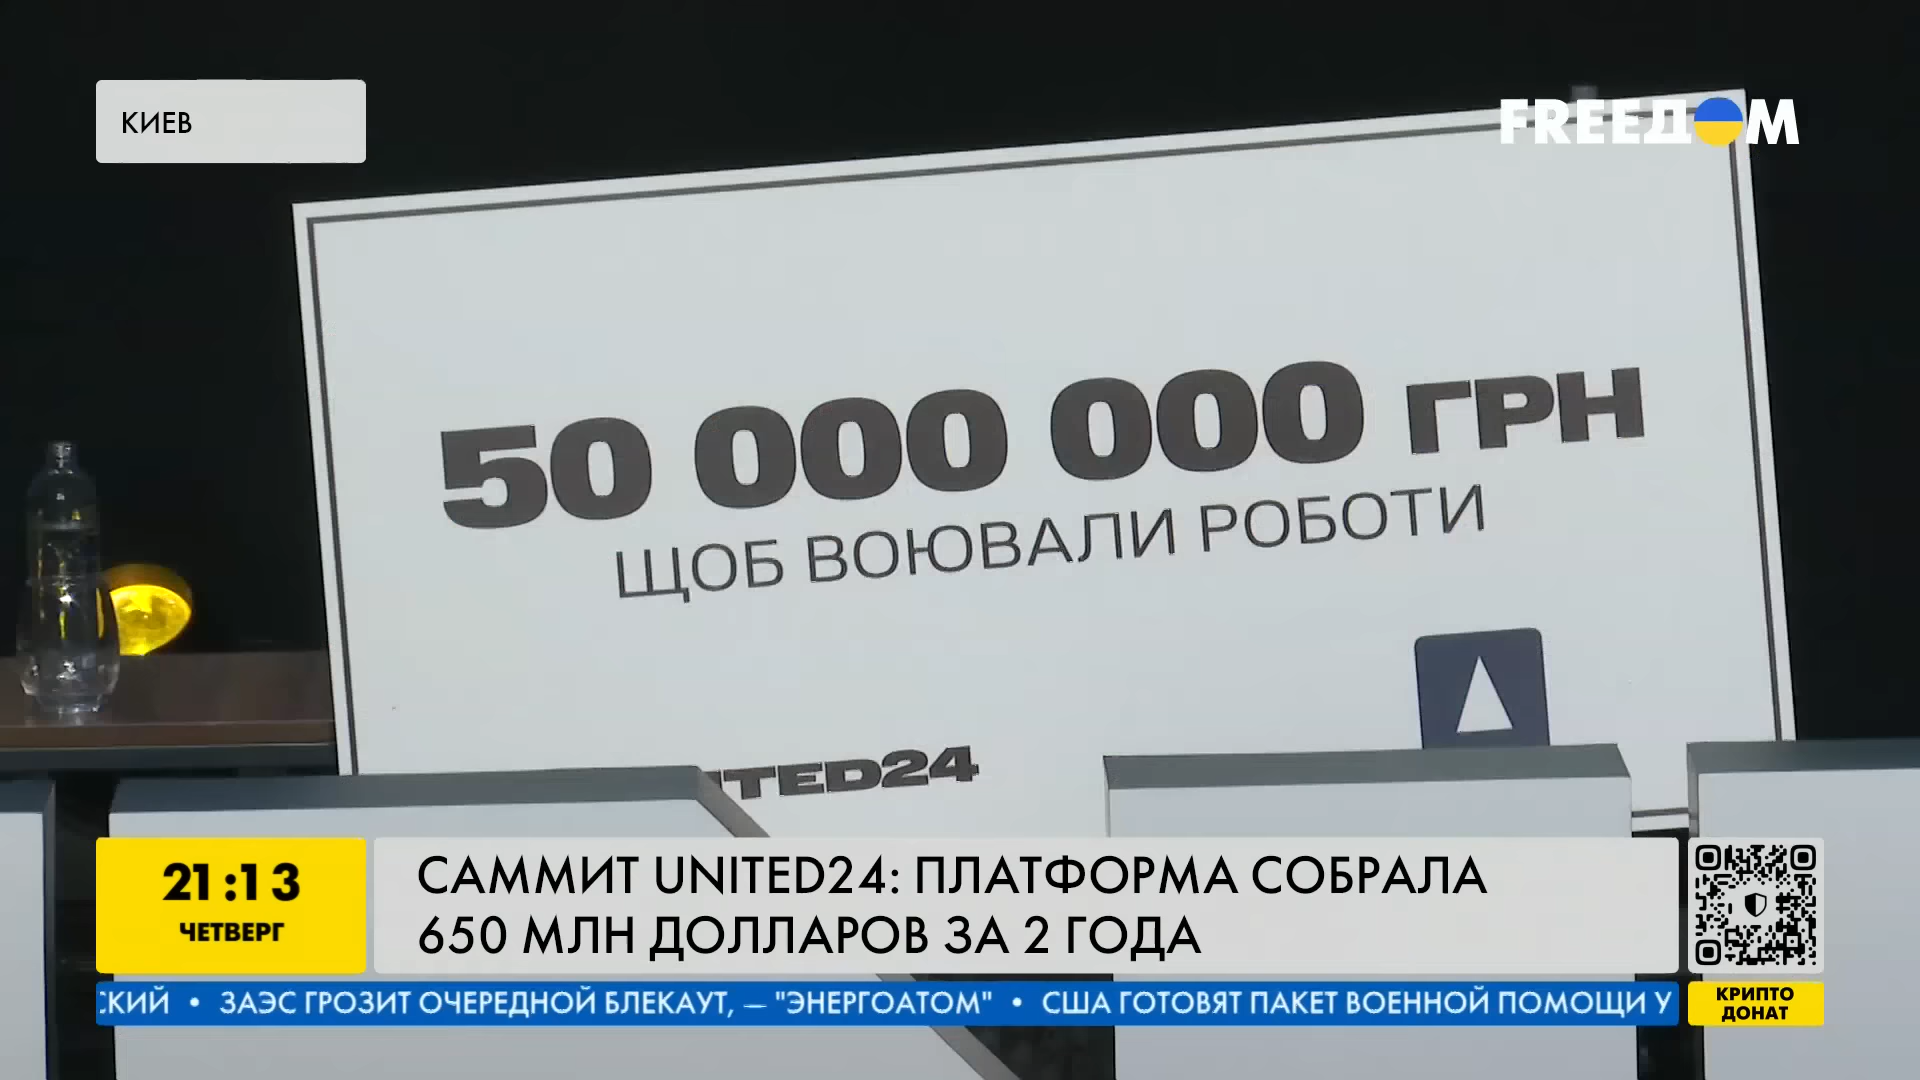 КИЕВ
FREEДOM
50 000 000 ГРН
ЩОБ ВОЮВАЛИ РОБОТИ
ITED24
21:13
ЧЕТВЕРГ
САММИТ UNITED24: ПЛАТФОРМА СОБРАЛА
650 МЛН ДОЛЛАРОВ ЗА 2 ГОДА
СКИЙ • ЗАЭС ГРОЗИТ ОЧЕРЕДНОЙ БЛЕКАУТ, — "ЭНЕРГОАТОМ" • США ГОТОВЯТ ПАКЕТ ВОЕННОЙ ПОМОЩИ У
КРИПТО
ДОНАТ